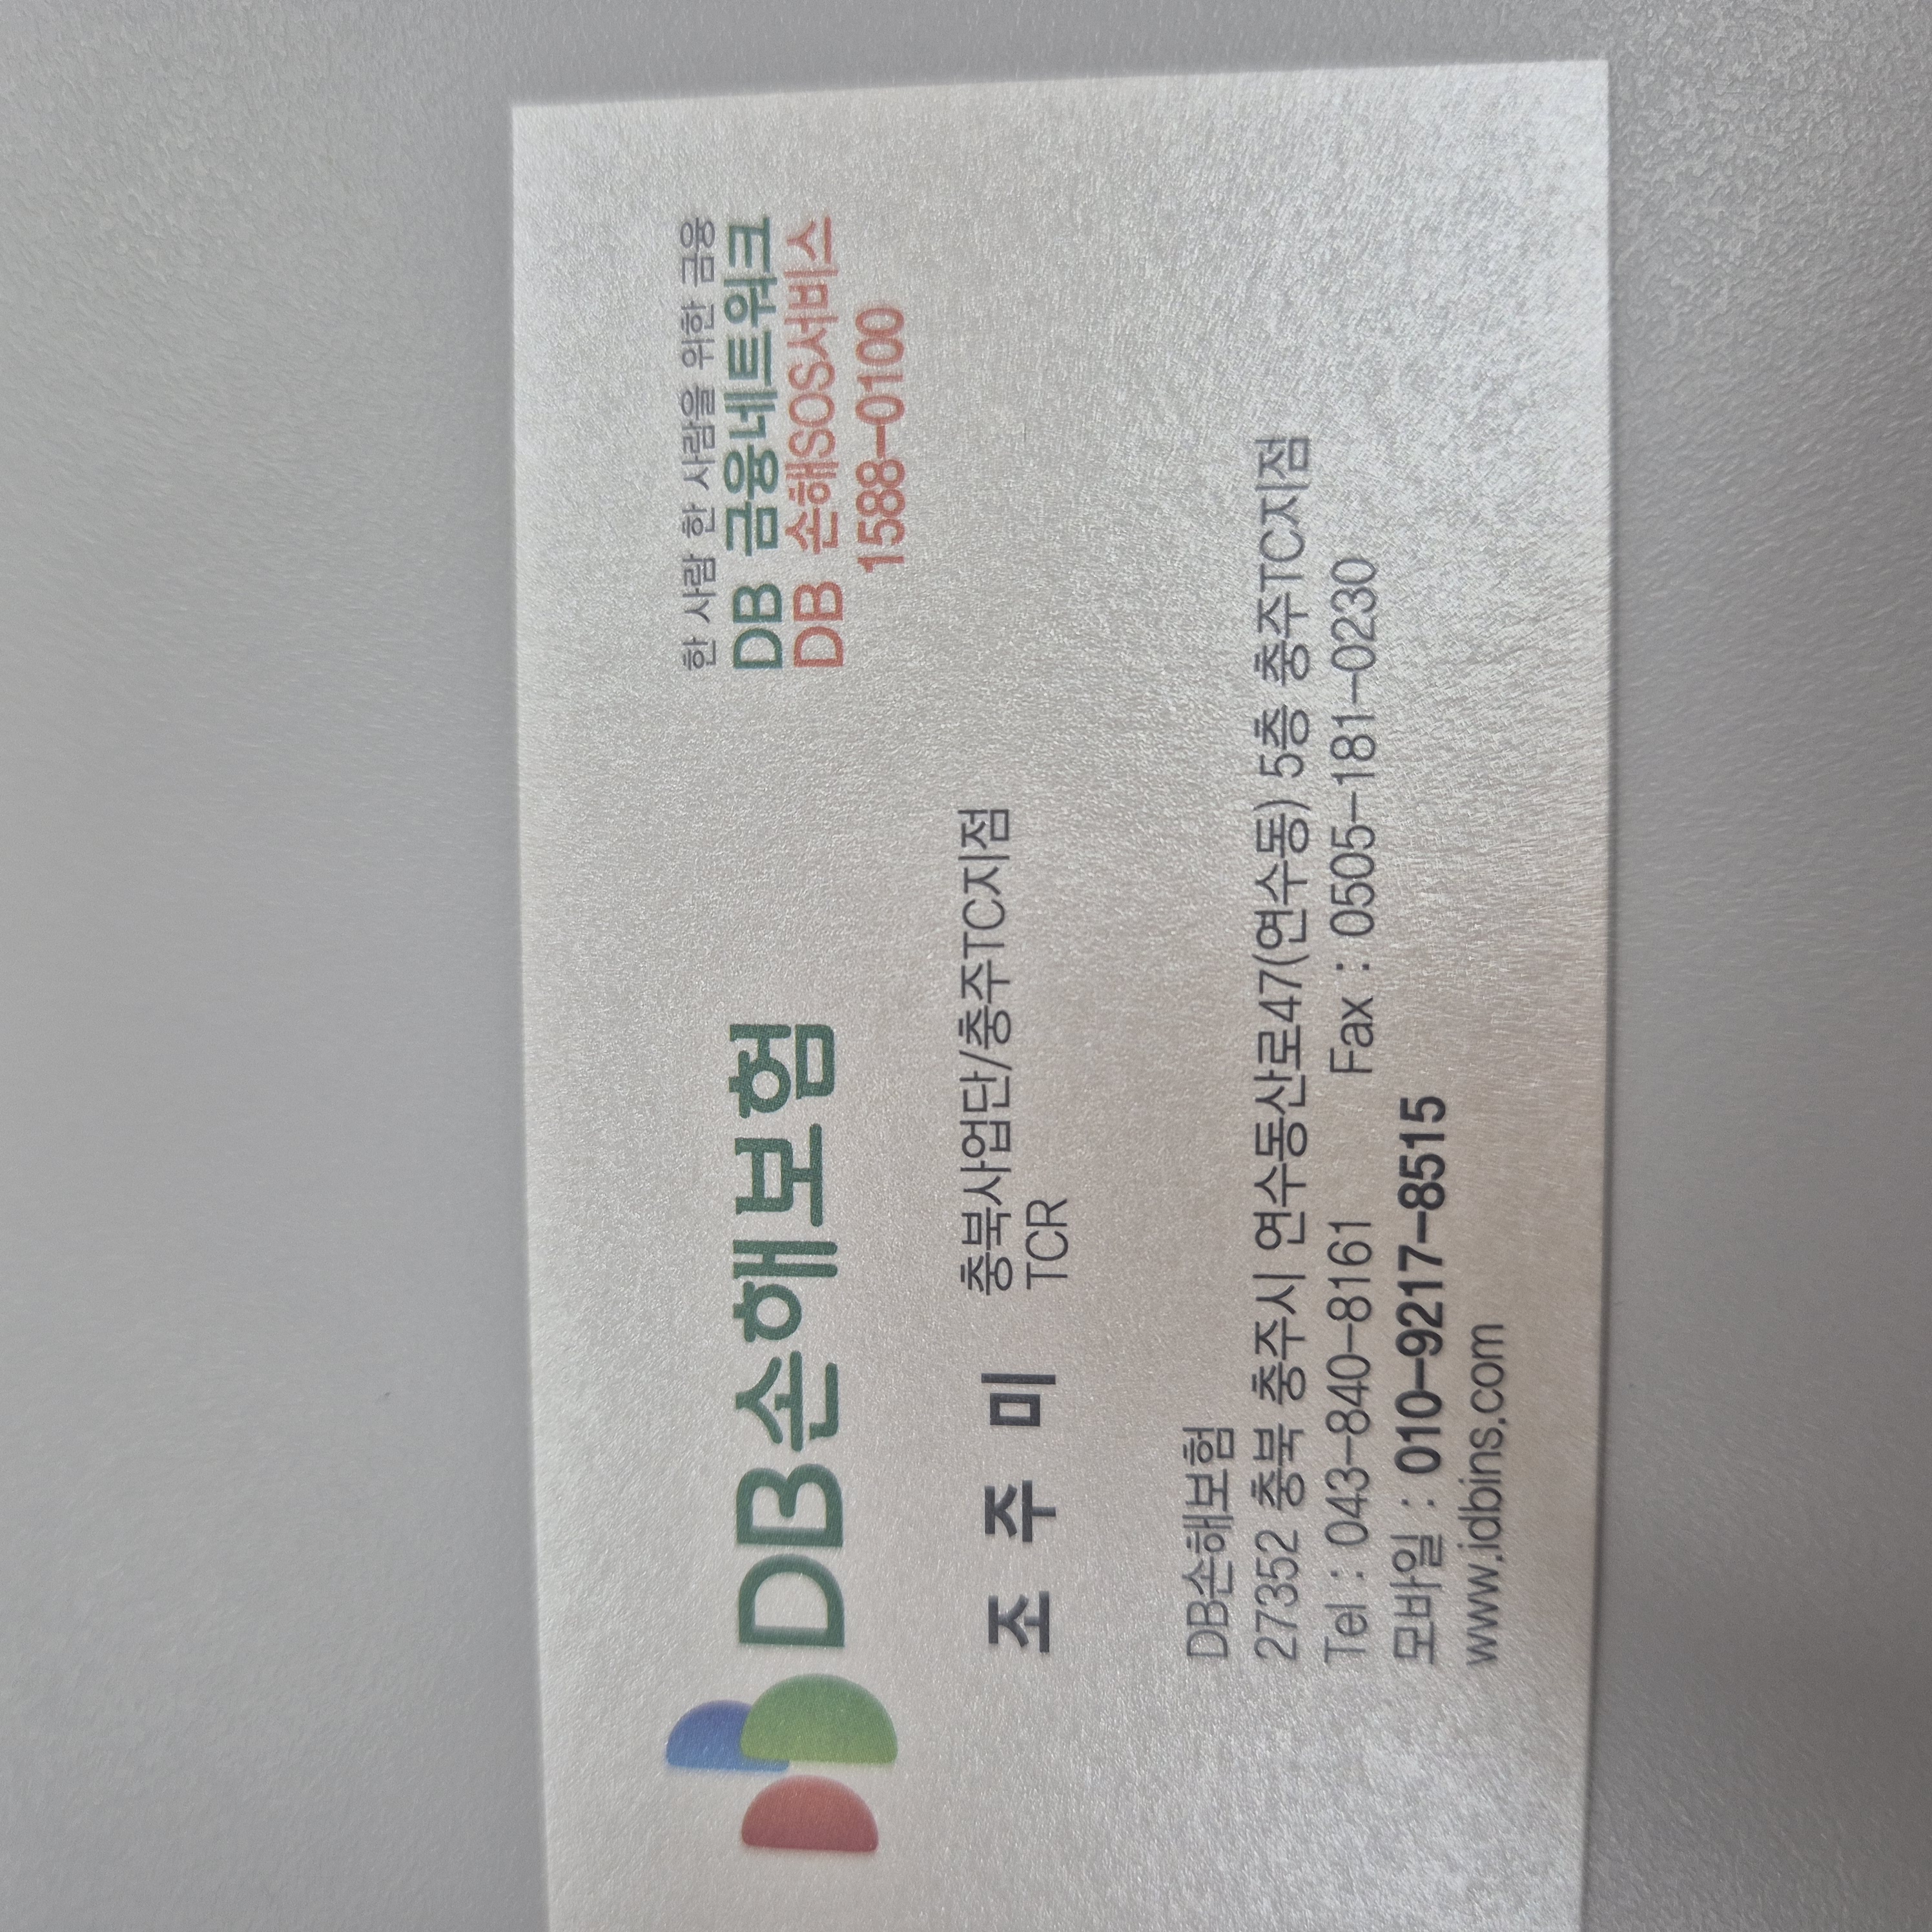 한 사람 한 사람을 위한 금융
DB손해보험 DB 금융네트워크
DB 손해SOS서비스
1588-0100
조 주 미 충북사업단/충주TC지점
TCR
DB손해보험
27352 충북 충주시 연수동산로47(연수동) 5층 충주TC지점
Tel : 043-840-8161 Fax : 0505-181-0230
모바일 : 010-9217-8515
www.idbins.com